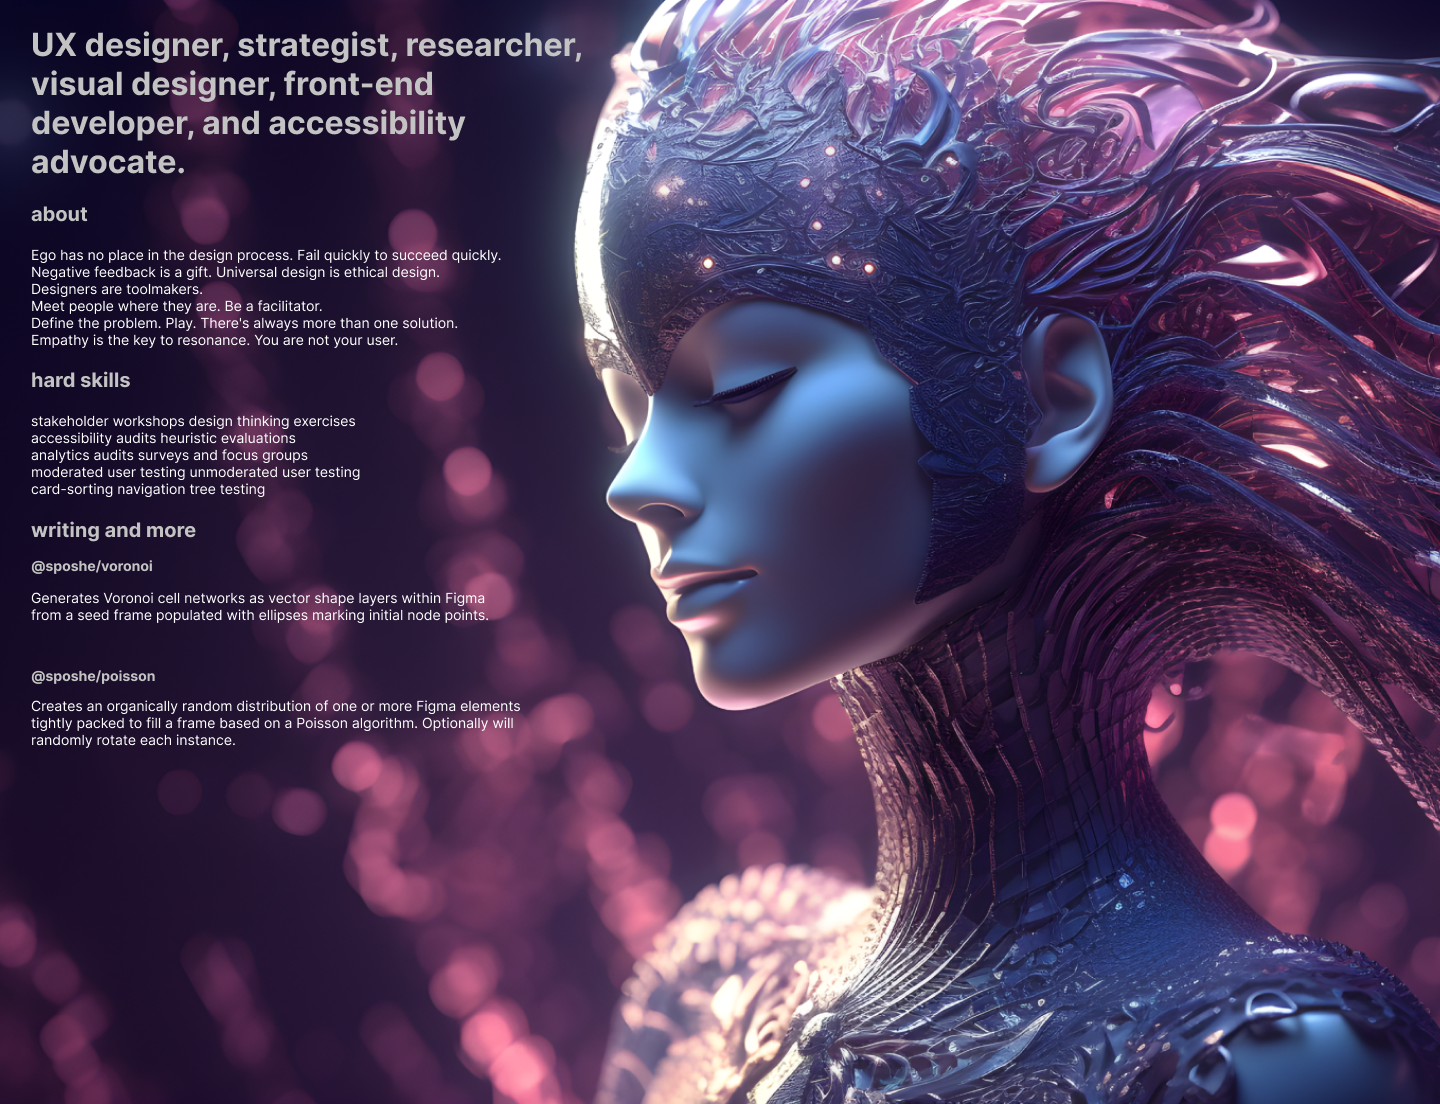 UX designer, strategist, researcher,
visual designer, front-end
developer, and accessibility
advocate.
about
Ego has no place in the design process. Fail quickly to succeed quickly.
Negative feedback is a gift. Universal design is ethical design.
Designers are toolmakers.
Meet people where they are. Be a facilitator.
Define the problem. Play. There's always more than one solution.
Empathy is the key to resonance. You are not your user.
hard skills
stakeholder workshops design thinking exercises
accessibility audits heuristic evaluations
analytics audits surveys and focus groups
moderated user testing unmoderated user testing
card-sorting navigation tree testing
writing and more
@sposhe/voronoi
Generates Voronoi cell networks as vector shape layers within Figma
from a seed frame populated with ellipses marking initial node points.
@sposhe/poisson
Creates an organically random distribution of one or more Figma elements
tightly packed to fill a frame based on a Poisson algorithm. Optionally will
randomly rotate each instance.